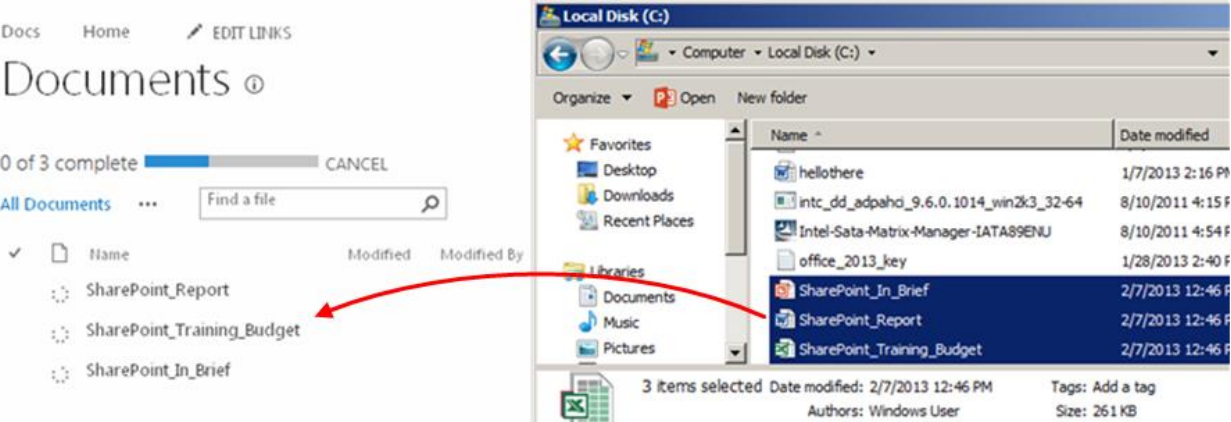 Docs Home EDIT LINKS
Documents
0 of 3 complete CANCEL
All Documents ... Find a file
Name Modified Modified By
SharePoint_Report
SharePoint_Training_Budget
SharePoint_In_Brief
Local Disk (C:)
Computer Local Disk (C:)
Organize Open New folder
Favorites
Desktop
Downloads
Recent Places
Libraries
Documents
Music
Pictures
Name Date modified
hellothere 1/7/2013 2:16 PM
intc_dd_adpahci_9.6.0.1014_win2k3_32-64 8/10/2011 4:15 P
Intel-Sata-Matrix-Manager-IATA89ENU 8/10/2011 4:54 P
office_2013_key 1/28/2013 2:40 P
SharePoint_In_Brief 2/7/2013 12:46 P
SharePoint_Report 2/7/2013 12:46 P
SharePoint_Training_Budget 2/7/2013 12:46 P
3 items selected Date modified: 2/7/2013 12:46 PM Tags: Add a tag
Authors: Windows User Size: 261 KB